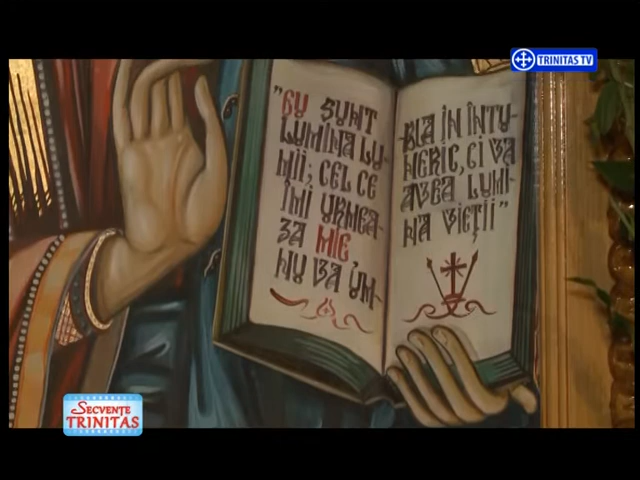 TRINITAS TV
"EU SUNT
LUMINA LU-
MII; CEL CE
ÎMI URMEA-
ZA MIE
NU VA UM-
BLA ÎN ÎNTU-
NERIC, CI VA
AVEA LUMI-
NA VIEȚII"
SECVENȚE
TRINITAS